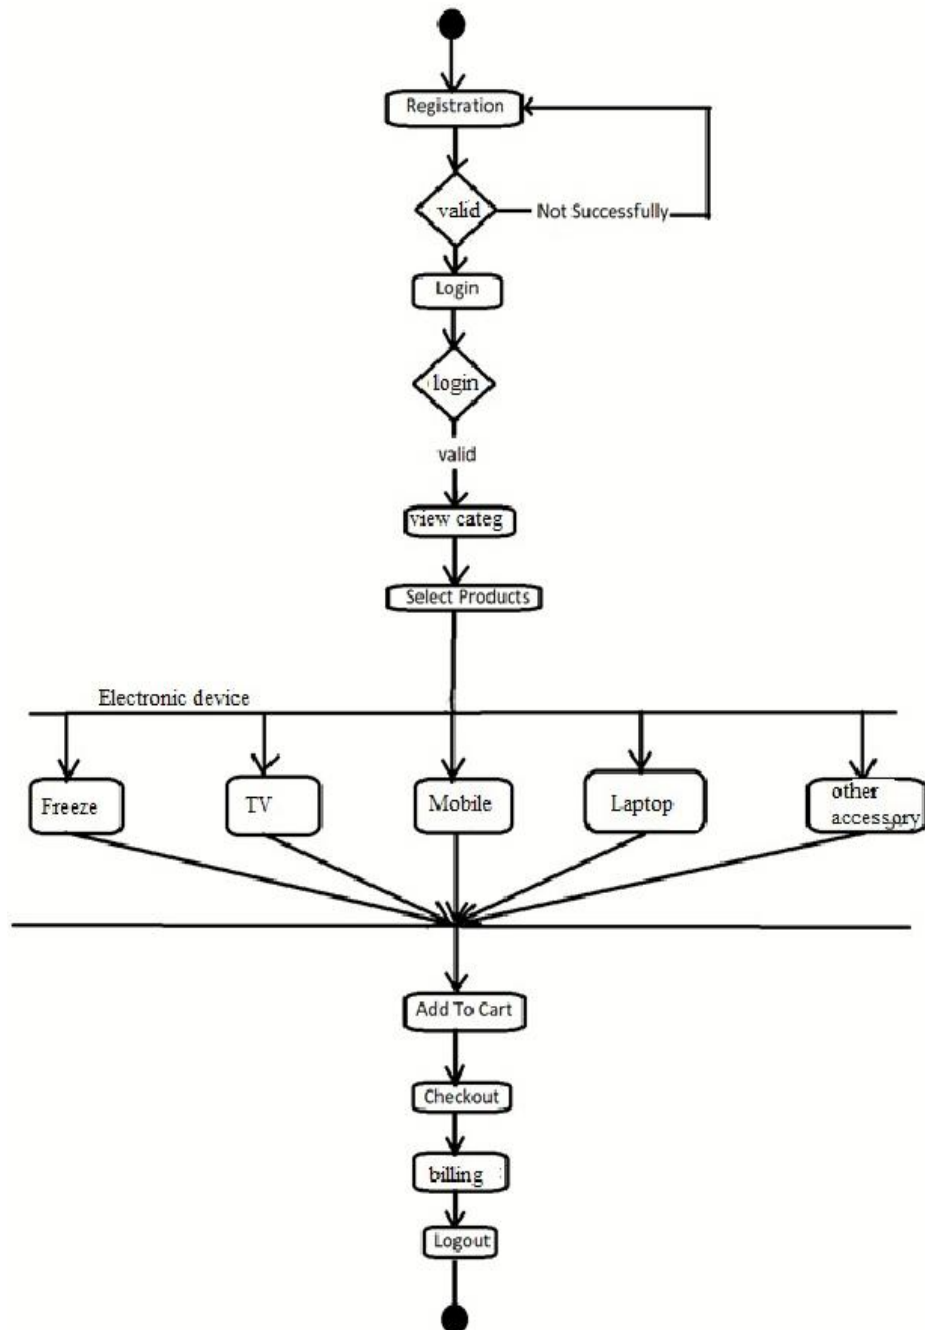 Registration
valid
Not Successfully
Login
login
valid
view categ
Select Products
Electronic device
Freeze
TV
Mobile
Laptop
other
accessory
Add To Cart
Checkout
billing
Logout